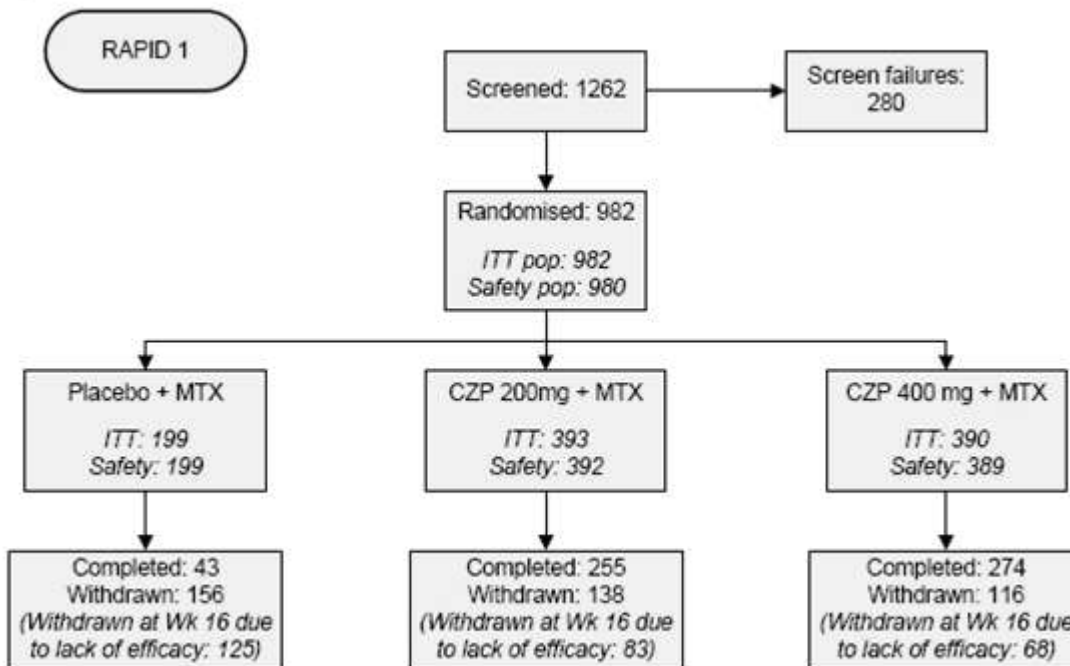 RAPID 1
Screened: 1262
Screen failures:
280
Randomised: 982
ITT pop: 982
Safety pop: 980
Placebo + MTX
ITT: 199
Safety: 199
CZP 200mg + MTX
ITT: 393
Safety: 392
CZP 400 mg + MTX
ITT: 390
Safety: 389
Completed: 43
Withdrawn: 156
(Withdrawn at Wk 16 due
to lack of efficacy: 125)
Completed: 255
Withdrawn: 138
(Withdrawn at Wk 16 due
to lack of efficacy: 83)
Completed: 274
Withdrawn: 116
(Withdrawn at Wk 16 due
to lack of efficacy: 68)